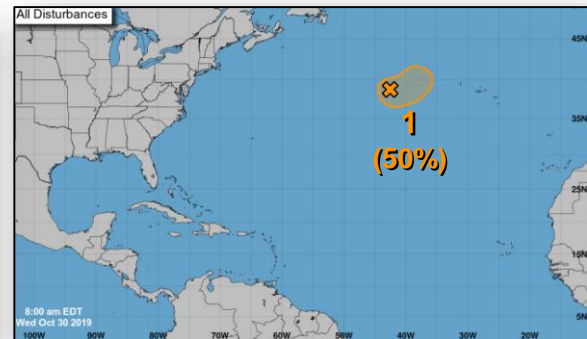 All Disturbances
45N
1
(50%)
35N
25N
15N
5N
8:00 am EDT
Wed Oct 30 2019
100W
90W
80W
70W
60W
50W
40W
30W
20W